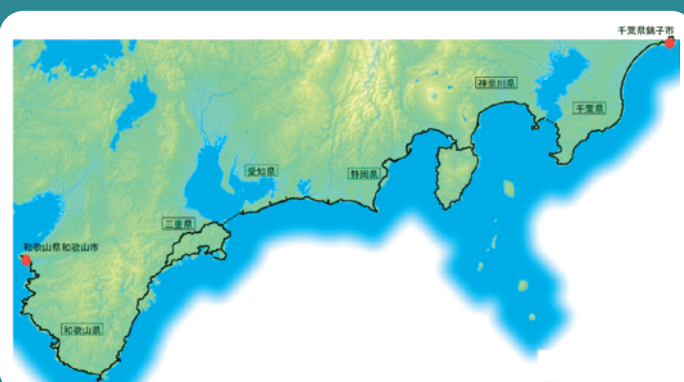 千葉県銚子市
神奈川県
千葉県
愛知県
静岡県
三重県
和歌山県和歌山市
和歌山県